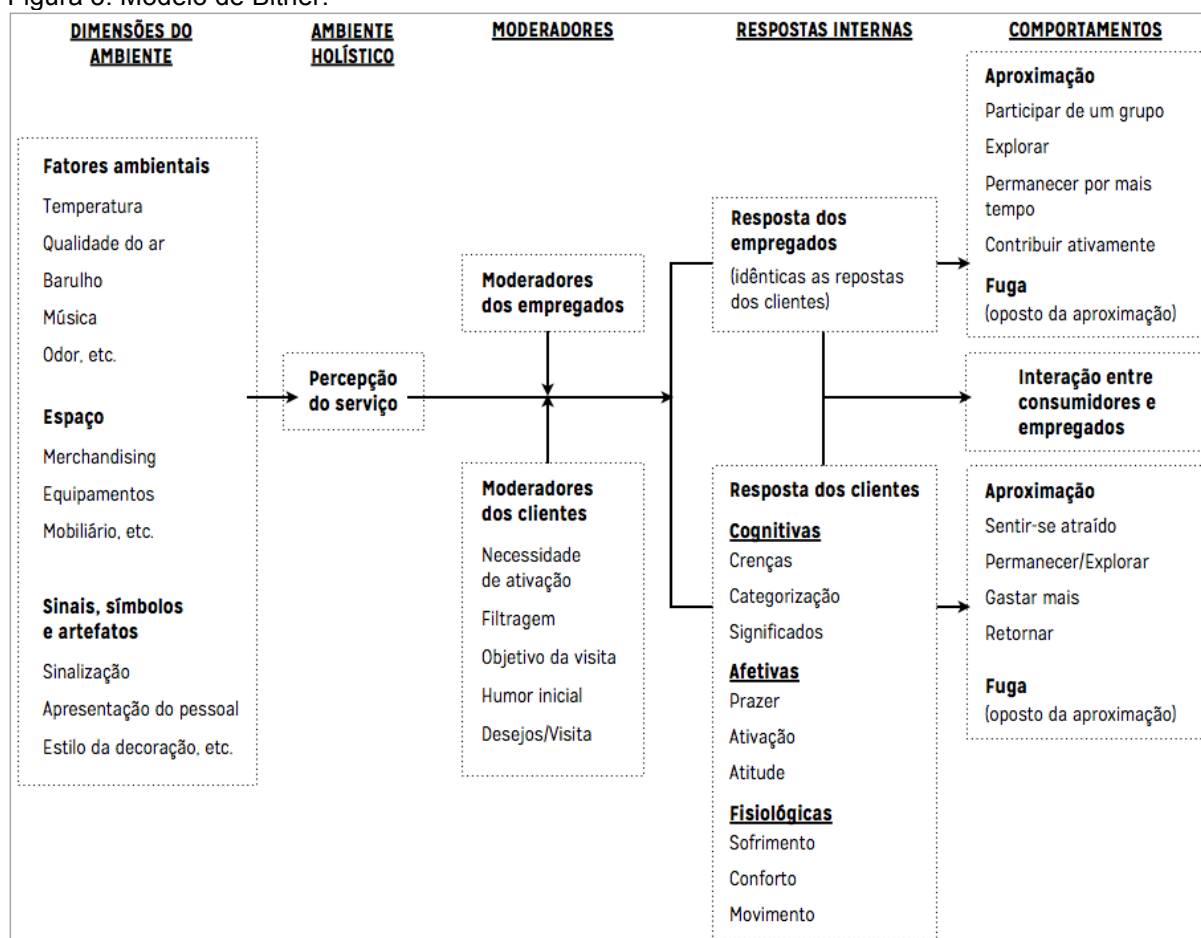 Figura 3. Modelo de Bitner.
DIMENSÕES DO
AMBIENTE
AMBIENTE
HOLÍSTICO
MODERADORES
RESPOSTAS INTERNAS
COMPORTAMENTOS
Fatores ambientais
Temperatura
Qualidade do ar
Barulho
Música
Odor, etc.
Espaço
Merchandising
Equipamentos
Mobiliário, etc.
Sinais, símbolos
e artefatos
Sinalização
Apresentação do pessoal
Estilo da decoração, etc.
Percepção
do serviço
Moderadores
dos empregados
Moderadores
dos clientes
Necessidade
de ativação
Filtragem
Objetivo da visita
Humor inicial
Desejos/Visita
Resposta dos
empregados
(idênticas as repostas
dos clientes)
Resposta dos clientes
Cognitivas
Crenças
Categorização
Significados
Afetivas
Prazer
Ativação
Atitude
Fisiológicas
Sofrimento
Conforto
Movimento
Aproximação
Participar de um grupo
Explorar
Permanecer por mais
tempo
Contribuir ativamente
Fuga
(oposto da aproximação)
Interação entre
consumidores e
empregados
Aproximação
Sentir-se atraído
Permanecer/Explorar
Gastar mais
Retornar
Fuga
(oposto da aproximação)